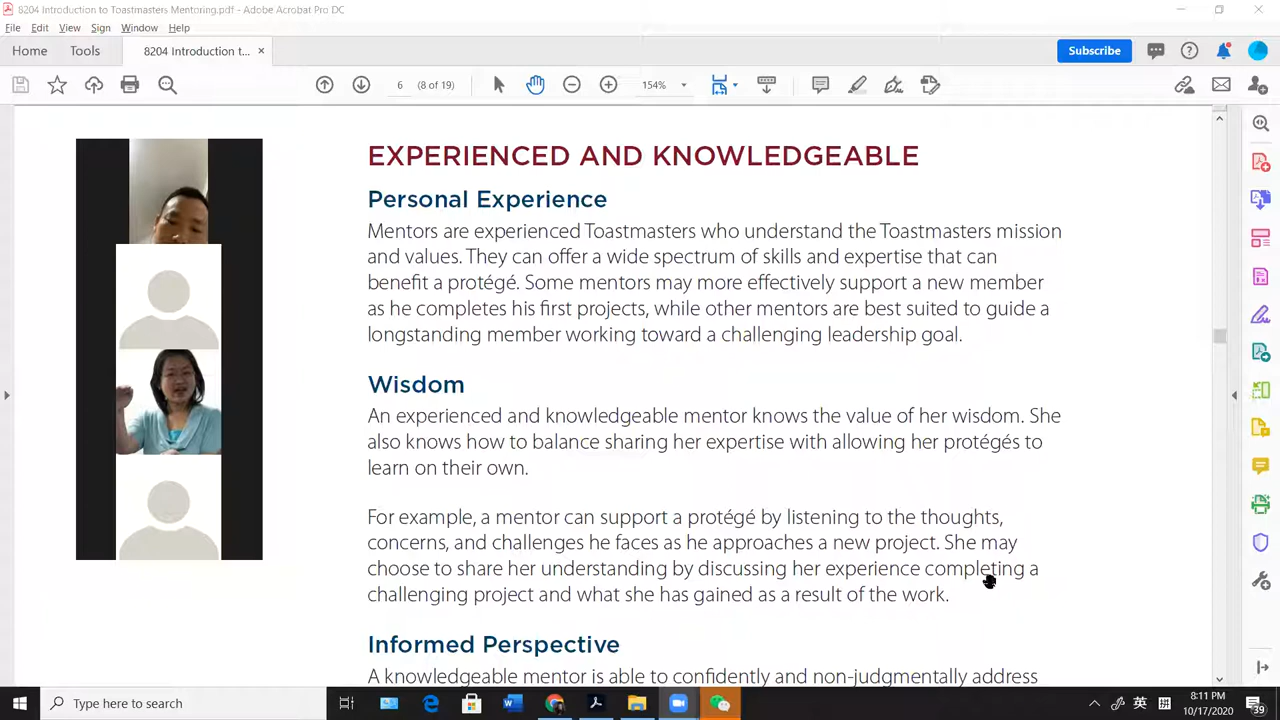 8204 Introduction to Toastmasters Mentoring.pdf - Adobe Acrobat Pro DC
File Edit View Sign Window Help
Home Tools 8204 Introduction t... × Subscribe
6 (8 of 19) 154%
EXPERIENCED AND KNOWLEDGEABLE
Personal Experience
Mentors are experienced Toastmasters who understand the Toastmasters mission
and values. They can offer a wide spectrum of skills and expertise that can
benefit a protégé. Some mentors may more effectively support a new member
as he completes his first projects, while other mentors are best suited to guide a
longstanding member working toward a challenging leadership goal.
Wisdom
An experienced and knowledgeable mentor knows the value of her wisdom. She
also knows how to balance sharing her expertise with allowing her protégés to
learn on their own.
For example, a mentor can support a protégé by listening to the thoughts,
concerns, and challenges he faces as he approaches a new project. She may
choose to share her understanding by discussing her experience completing a
challenging project and what she has gained as a result of the work.
Informed Perspective
A knowledgeable mentor is able to confidently and non-judgmentally address
Type here to search
英 拼
8:11 PM
10/17/2020
39